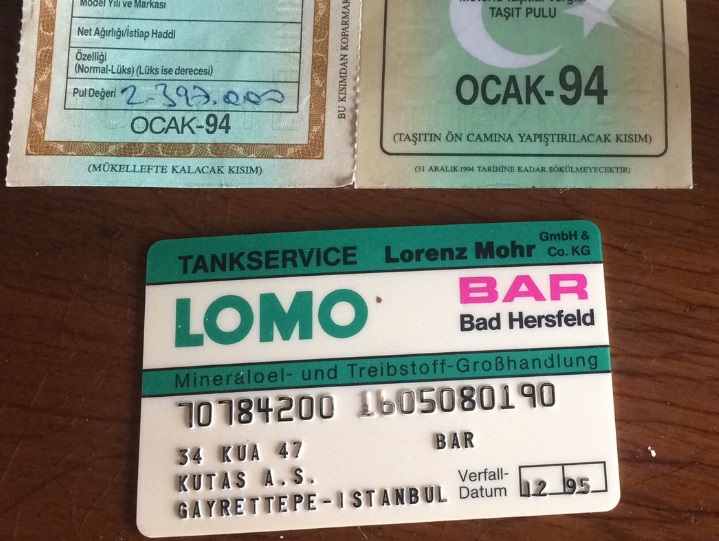 Model Yılı ve Markası
Net Ağırlığı/İstiap Haddi
Özelliği
(Normal-Lüks) (Lüks ise derecesi)
Pul Değeri 2.397.000
OCAK-94
(MÜKELLEFTE KALACAK KISIM)
BU KISIMDAN KOPARMA
TAŞIT PULU
OCAK-94
(TAŞITIN ÖN CAMINA YAPIŞTIRILACAK KISIM)
(31 ARALIK 1994 TARİHİNE KADAR SÖKÜLMEYECEKTİR)
TANKSERVICE Lorenz Mohr GmbH & Co. KG
LOMO
BAR
Bad Hersfeld
Mineraloel- und Treibstoff-Großhandlung
70784200 1605080190
34 KUA 47 BAR
KUTAS A.S.
GAYRETTEPE-ISTANBUL
Verfall-
Datum 12 95